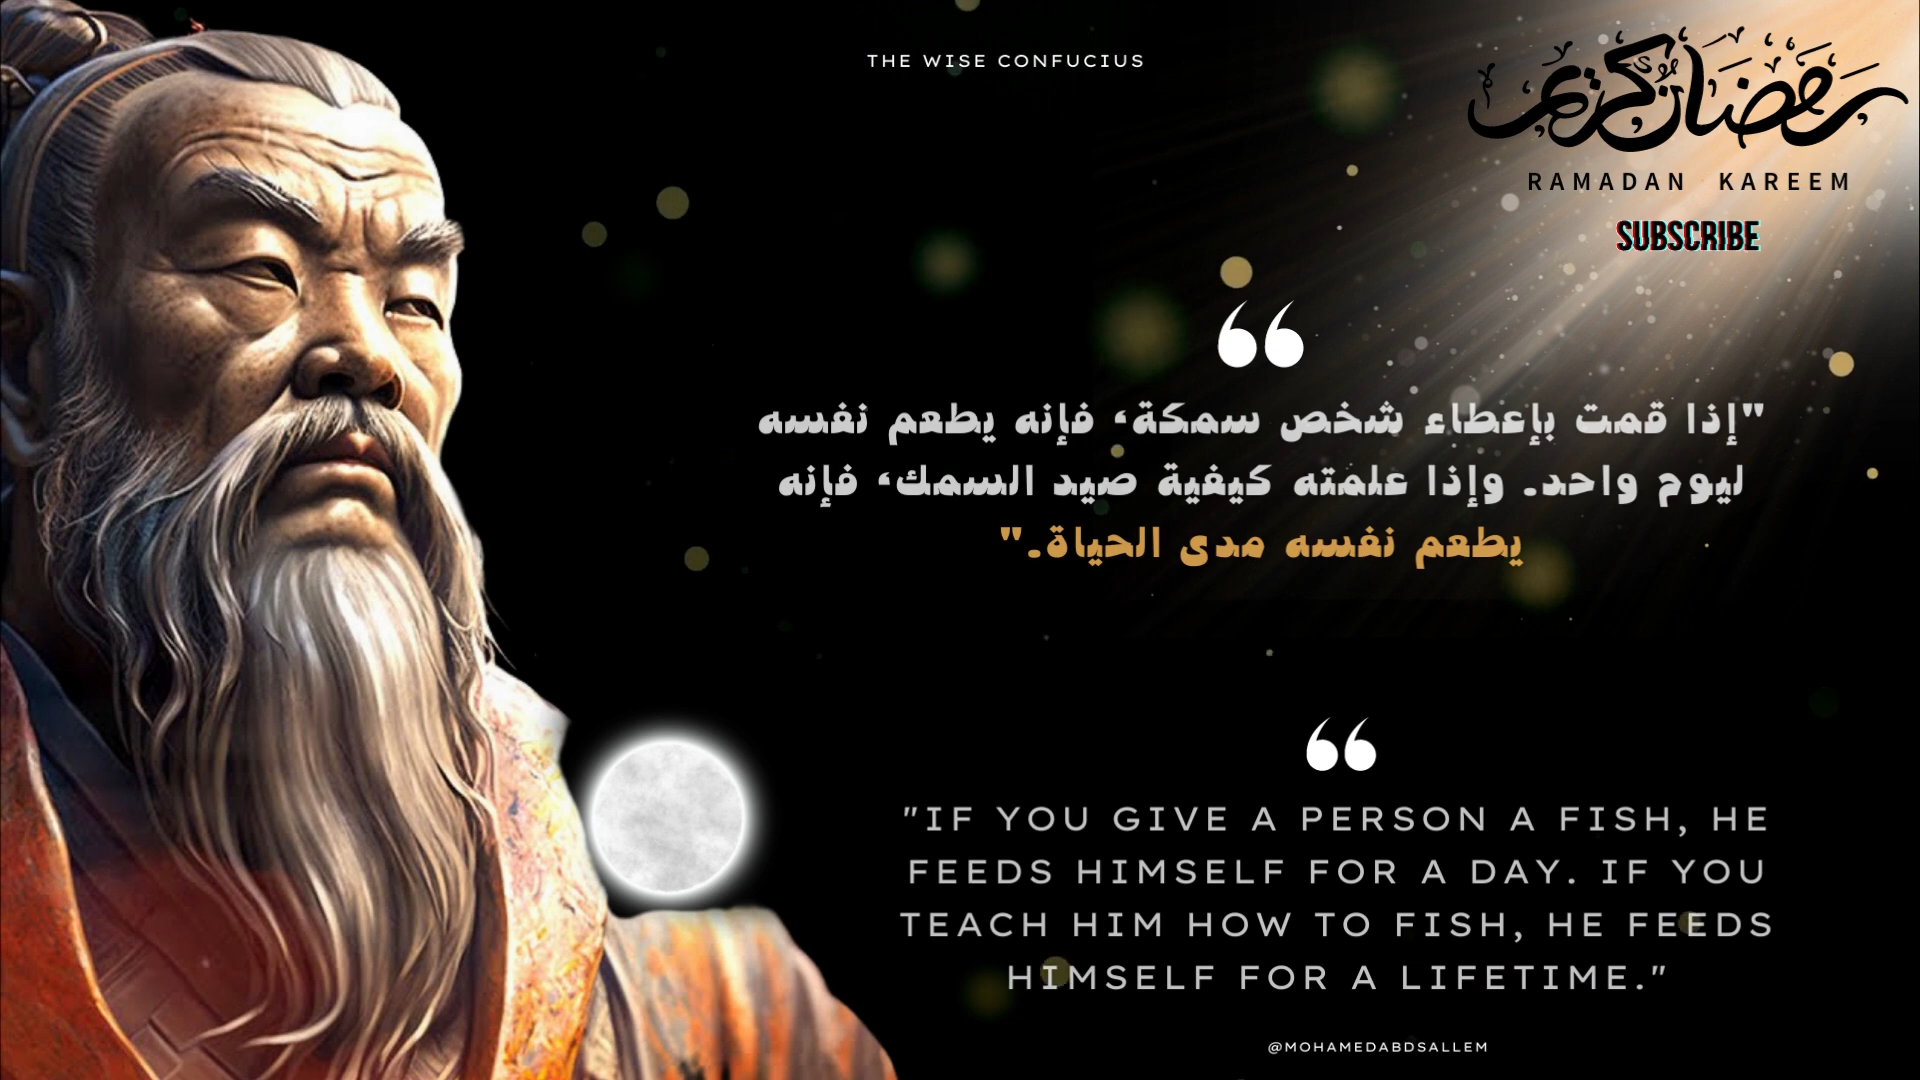 THE WISE CONFUCIUS
رمضان كريم
RAMADAN KAREEM
SUBSCRIBE
"إذا قمت بإعطاء شخص سمكة، فإنه يطعم نفسه
ليوم واحد. وإذا علمته كيفية صيد السمك، فإنه
يطعم نفسه مدى الحياة."
"IF YOU GIVE A PERSON A FISH, HE
FEEDS HIMSELF FOR A DAY. IF YOU
TEACH HIM HOW TO FISH, HE FEEDS
HIMSELF FOR A LIFETIME."
@MOHAMEDABDSALLEM